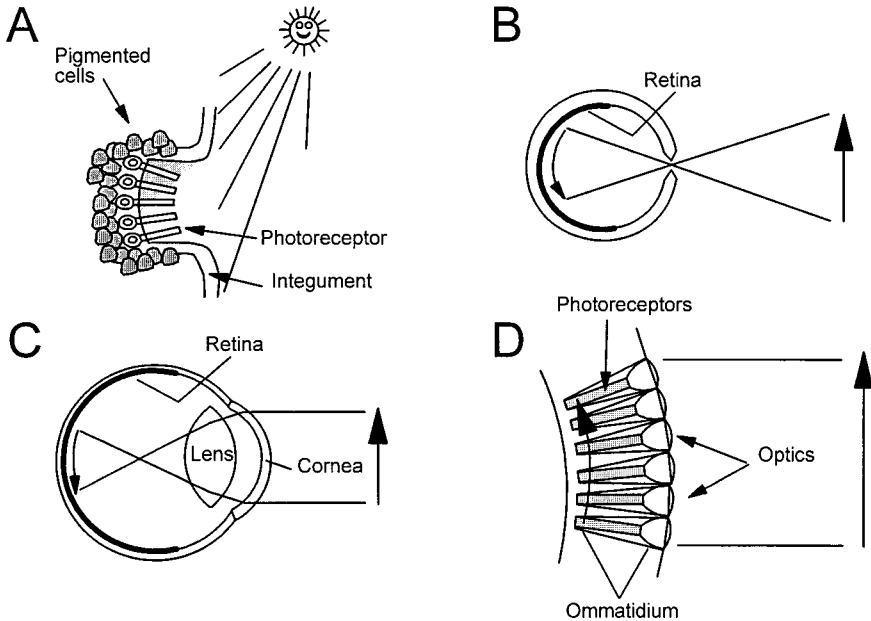 A
Pigmented
cells
Photoreceptor
Integument
B
Retina
C
Retina
Lens
Cornea
D
Photoreceptors
Optics
Ommatidium